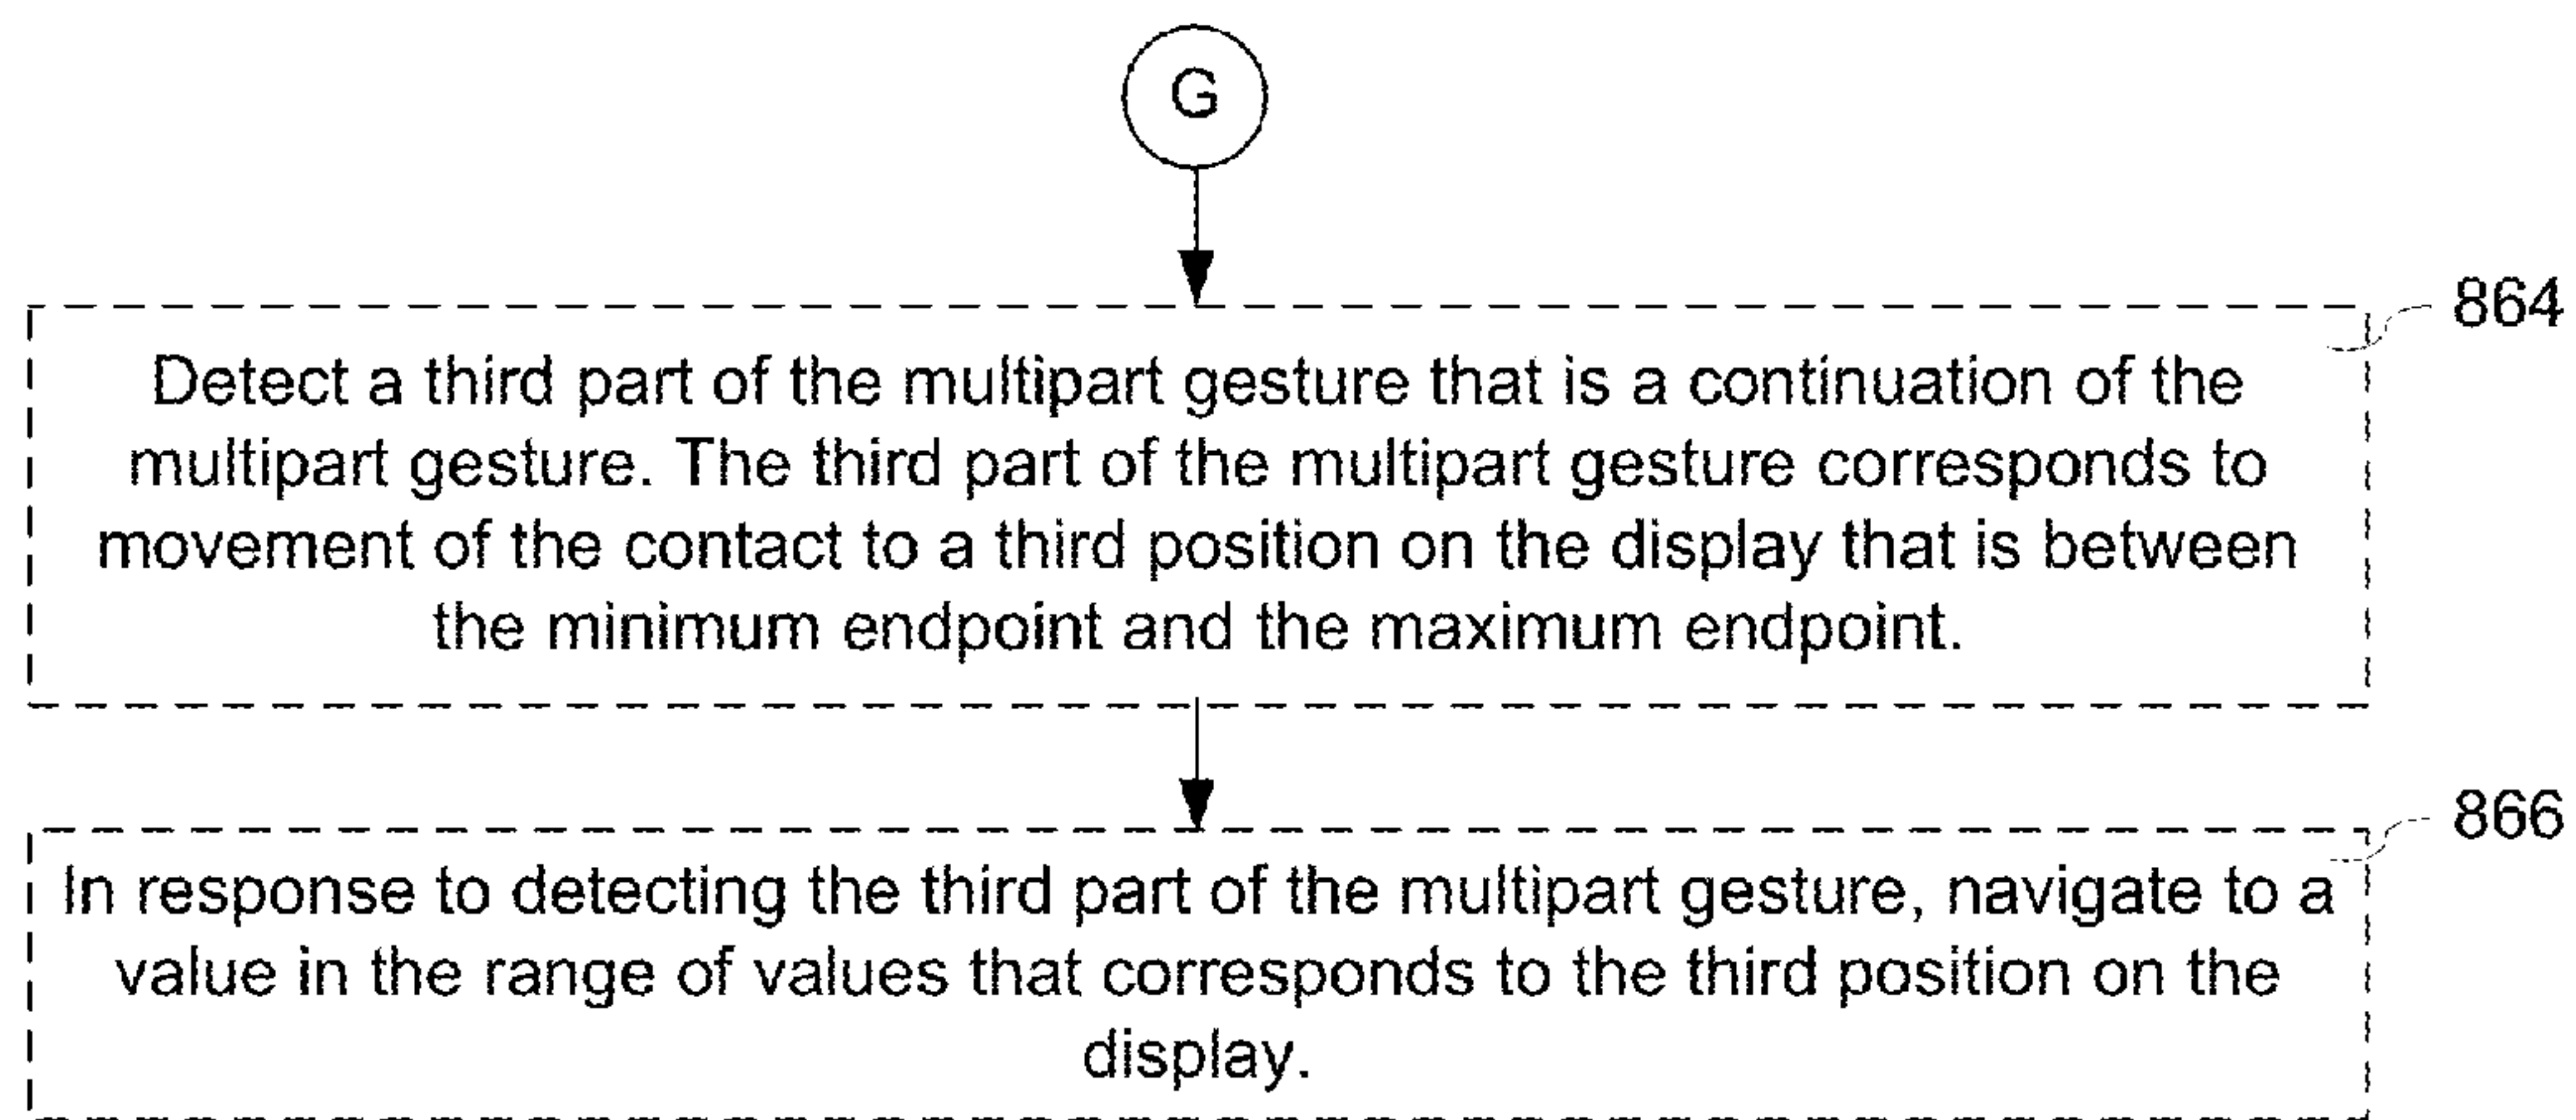 G
864
Detect a third part of the multipart gesture that is a continuation of the
multipart gesture. The third part of the multipart gesture corresponds to
movement of the contact to a third position on the display that is between
the minimum endpoint and the maximum endpoint.
866
In response to detecting the third part of the multipart gesture, navigate to a
value in the range of values that corresponds to the third position on the
display.